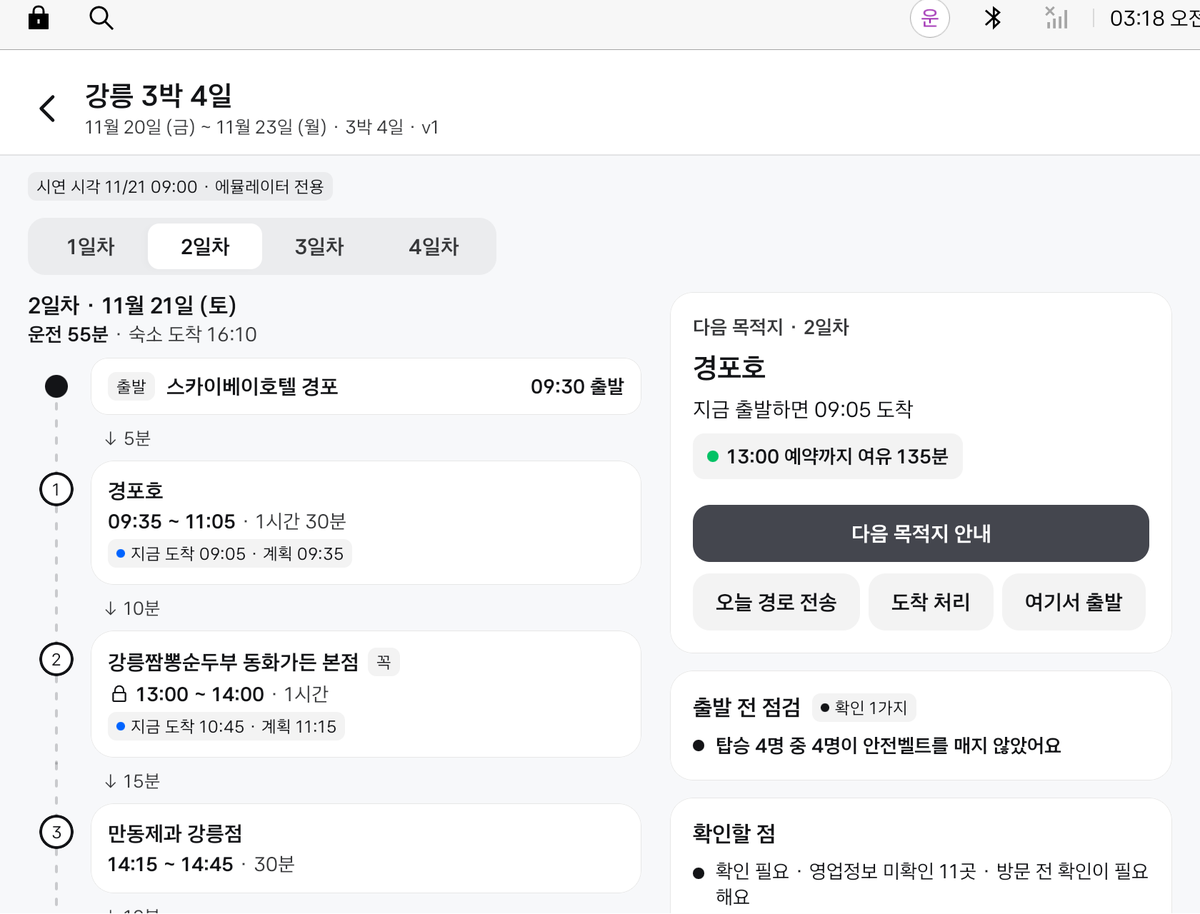 운
03:18 오전
강릉 3박 4일
11월 20일 (금) ~ 11월 23일 (월) · 3박 4일 · v1
시연 시각 11/21 09:00 · 에뮬레이터 전용
1일차 2일차 3일차 4일차
2일차 · 11월 21일 (토)
운전 55분 · 숙소 도착 16:10
출발 스카이베이호텔 경포 09:30 출발
↓ 5분
1
경포호
09:35 ~ 11:05 · 1시간 30분
지금 도착 09:05 · 계획 09:35
↓ 10분
2
강릉짬뽕순두부 동화가든 본점 꼭
13:00 ~ 14:00 · 1시간
지금 도착 10:45 · 계획 11:15
↓ 15분
3
만동제과 강릉점
14:15 ~ 14:45 · 30분
다음 목적지 · 2일차
경포호
지금 출발하면 09:05 도착
13:00 예약까지 여유 135분
다음 목적지 안내
오늘 경로 전송 도착 처리 여기서 출발
출발 전 점검 확인 1가지
탑승 4명 중 4명이 안전벨트를 매지 않았어요
확인할 점
확인 필요 · 영업정보 미확인 11곳 · 방문 전 확인이 필요
해요